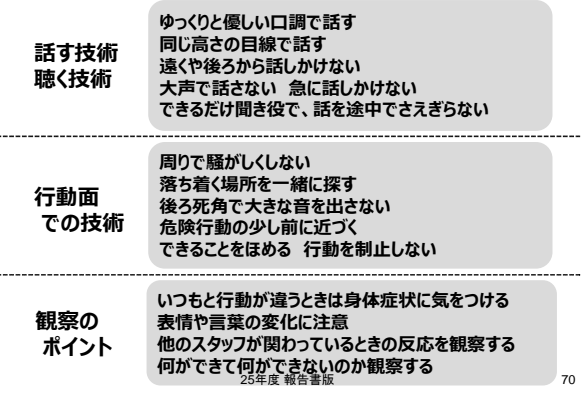 話す技術
聴く技術
ゆっくりと優しい口調で話す
同じ高さの目線で話す
遠くや後ろから話しかけない
大声で話さない 急に話しかけない
できるだけ聞き役で、話を途中でさえぎらない
行動面
での技術
周りで騒がしくしない
落ち着く場所を一緒に探す
後ろ死角で大きな音を出さない
危険行動の少し前に近づく
できることをほめる 行動を制止しない
観察の
ポイント
いつもと行動が違うときは身体症状に気をつける
表情や言葉の変化に注意
他のスタッフが関わっているときの反応を観察する
何ができて何ができないのか観察する
25年度 報告書版
70